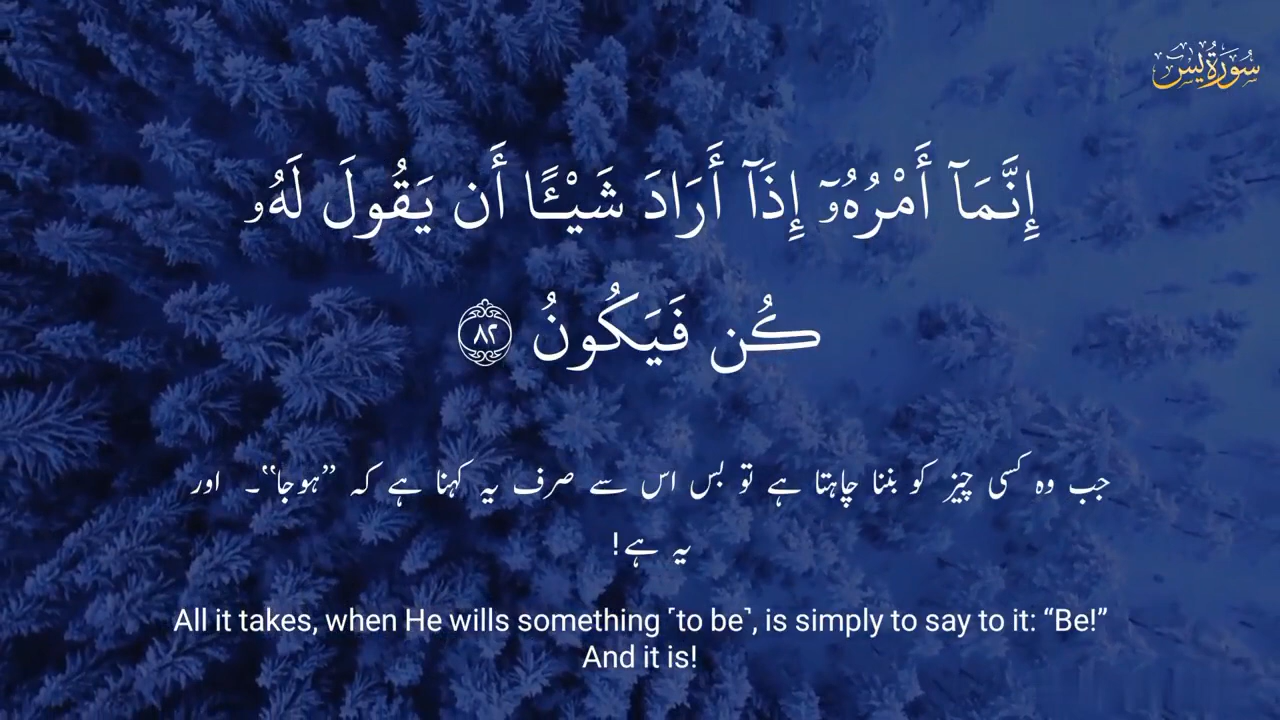 سُورَةُ يس
إِنَّمَآ أَمْرُهُۥٓ إِذَآ أَرَادَ شَيْـًٔا أَن يَقُولَ لَهُۥ
كُن فَيَكُونُ ٨٢
جب وہ کسی چیز کو بننا چاہتا ہے تو بس اس سے صرف یہ کہنا ہے کہ ”ہوجا“۔ اور
یہ ہے!
All it takes, when He wills something ˹to be˺, is simply to say to it: “Be!”
And it is!